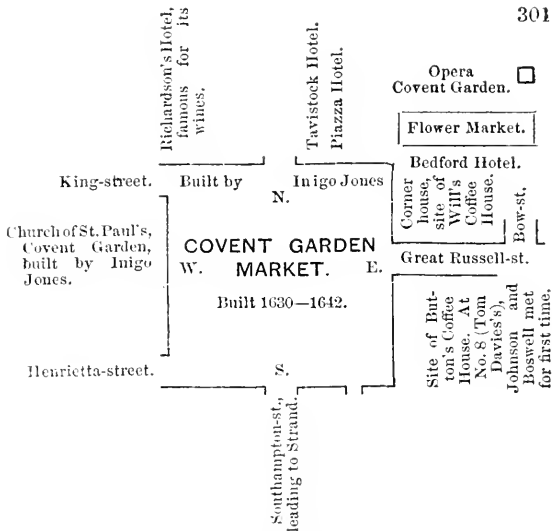 301
Richardson's Hotel,
famous for its
wines.
Tavistock Hotel.
Piazza Hotel.
Opera
Covent Garden.
Flower Market.
Bedford Hotel.
King-street.
Built by
Inigo Jones
N.
Corner
house,
site of
Will's
Coffee
House.
Bow-st.
Church of St. Paul's,
Covent Garden,
built by Inigo
Jones.
COVENT GARDEN
W. MARKET. E.
Built 1630—1642.
Great Russell-st.
Site of But-
ton's Coffee
House. At
No. 8 (Tom
Davies's),
Johnson and
Boswell met
for first time.
Henrietta-street.
S.
Southampton-st.,
leading to Strand.